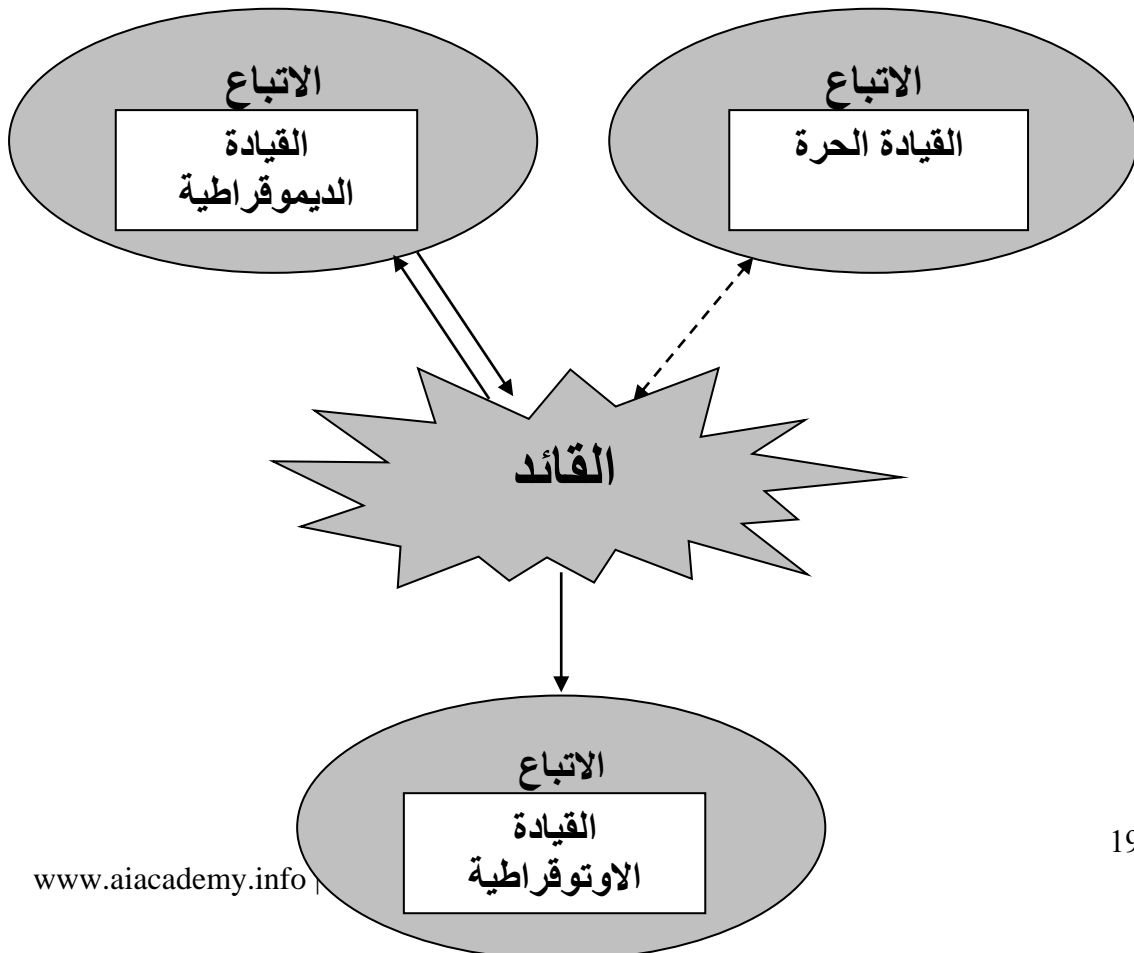 الاتباع
القيادة الحرة
الاتباع
القيادة
الديموقراطية
القائد
الاتباع
القيادة
الاوتوقراطية
19
www.aiacademy.info |